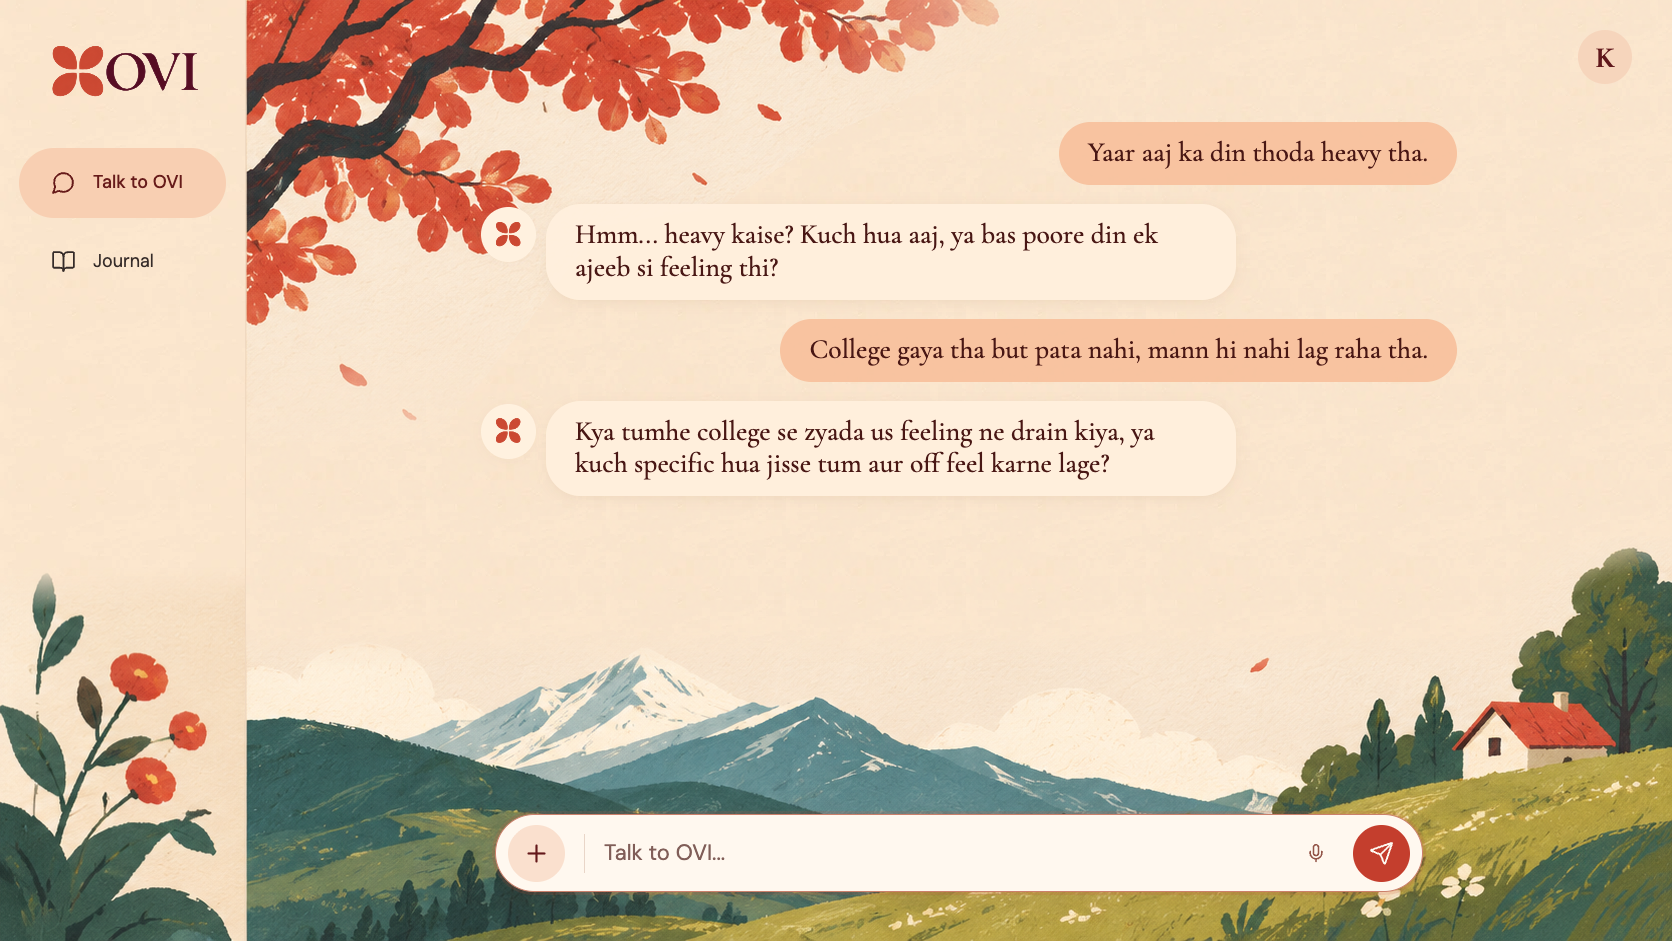 OVI
Talk to OVI
Journal
K
Yaar aaj ka din thoda heavy tha.
Hmm... heavy kaise? Kuch hua aaj, ya bas poore din ek
ajeeb si feeling thi?
College gaya tha but pata nahi, mann hi nahi lag raha tha.
Kya tumhe college se zyada us feeling ne drain kiya, ya
kuch specific hua jisse tum aur off feel karne lage?
Talk to OVI...